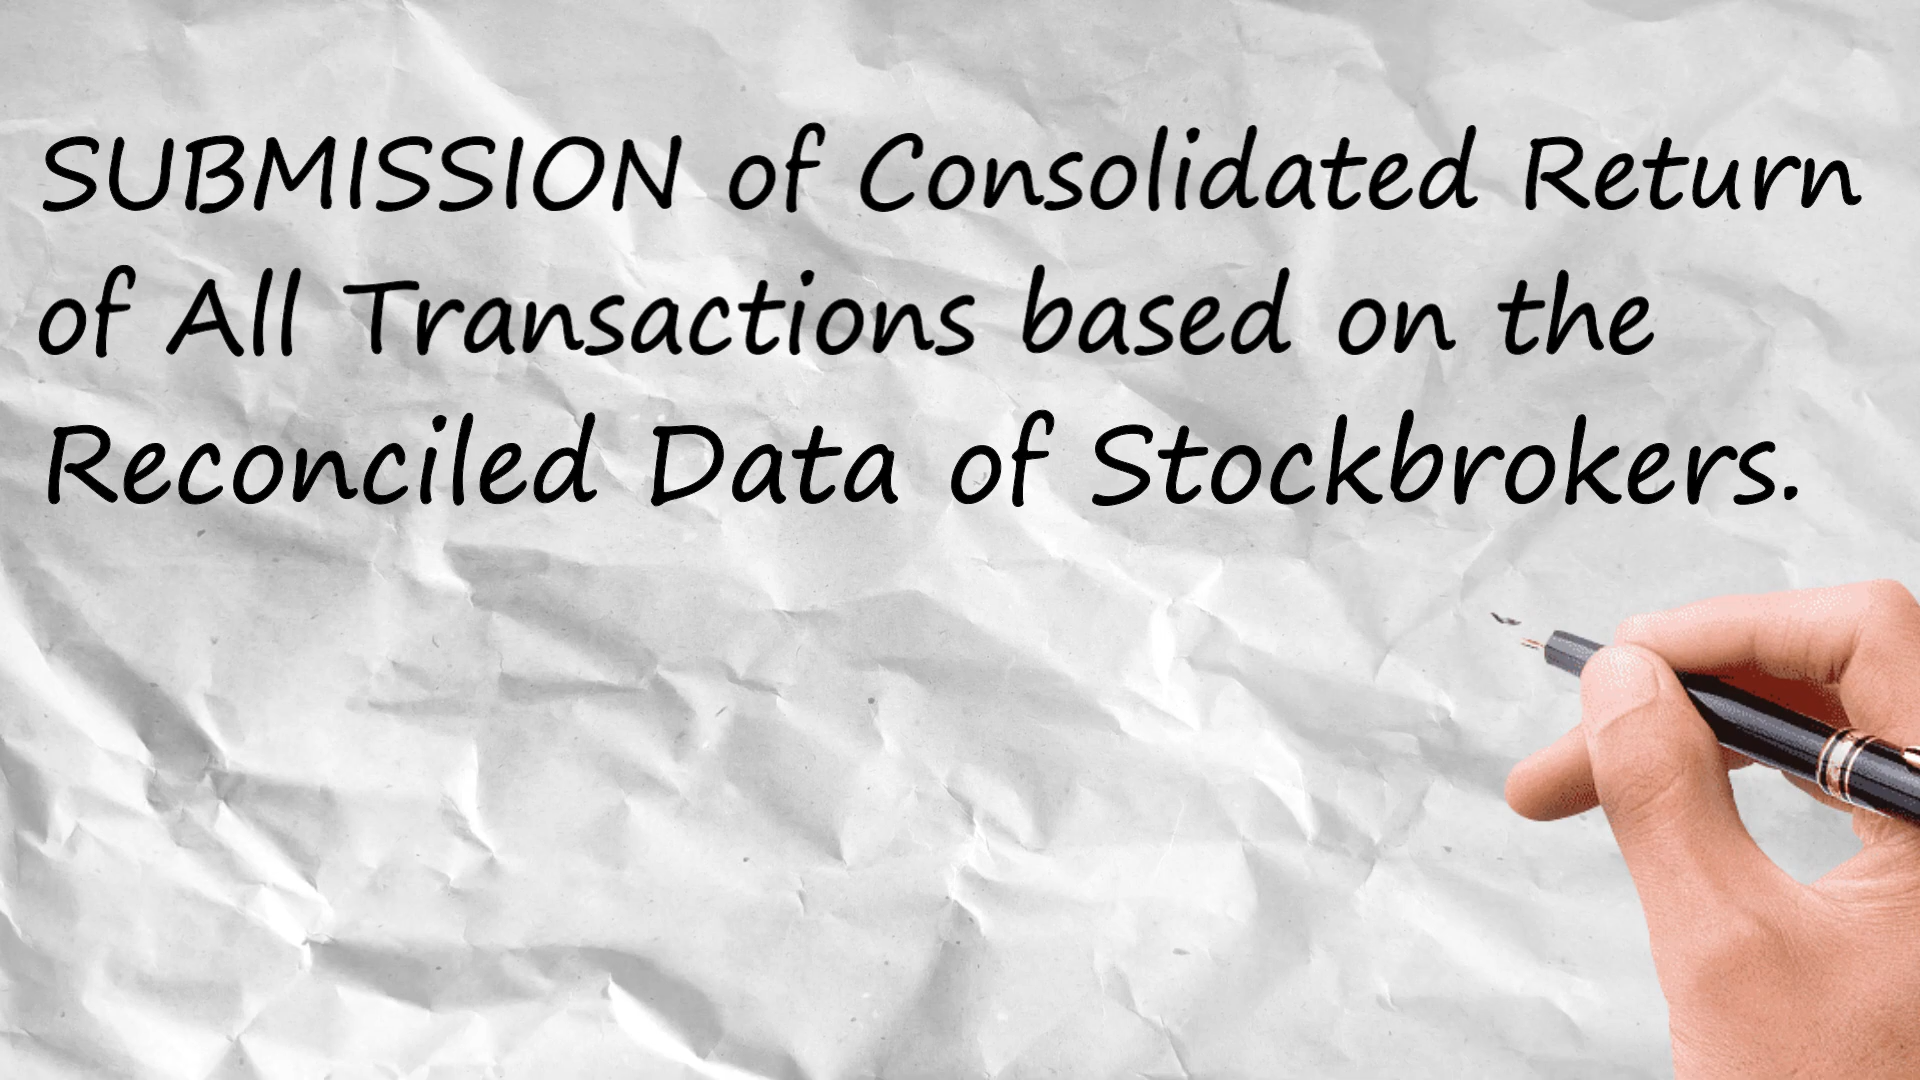 SUBMISSION of Consolidated Return
of All Transactions based on the
Reconciled Data of Stockbrokers.